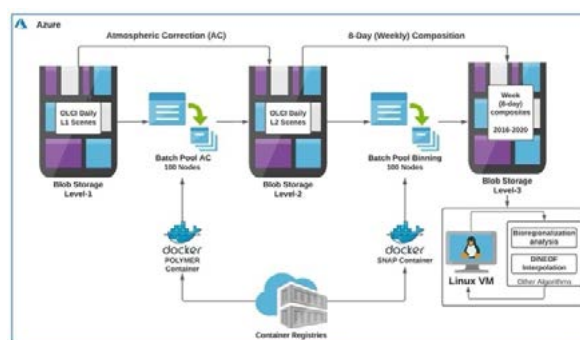 Azure
Atmospheric Correction (AC)
8-Day (Weekly) Composition
OLCI Daily
L1 Scenes
OLCI Daily
L2 Scenes
Week
(8-day)
composites
2016-2020
Batch Pool AC
100 Nodes
Batch Pool Binning
100 Nodes
Blob Storage
Level-1
Blob Storage
Level-2
Blob Storage
Level-3
docker
POLYMER
Container
docker
SNAP Container
Linux VM
Bioregionalization
analysis
DINEOF
Interpolation
Other Algorithms
Container Registries